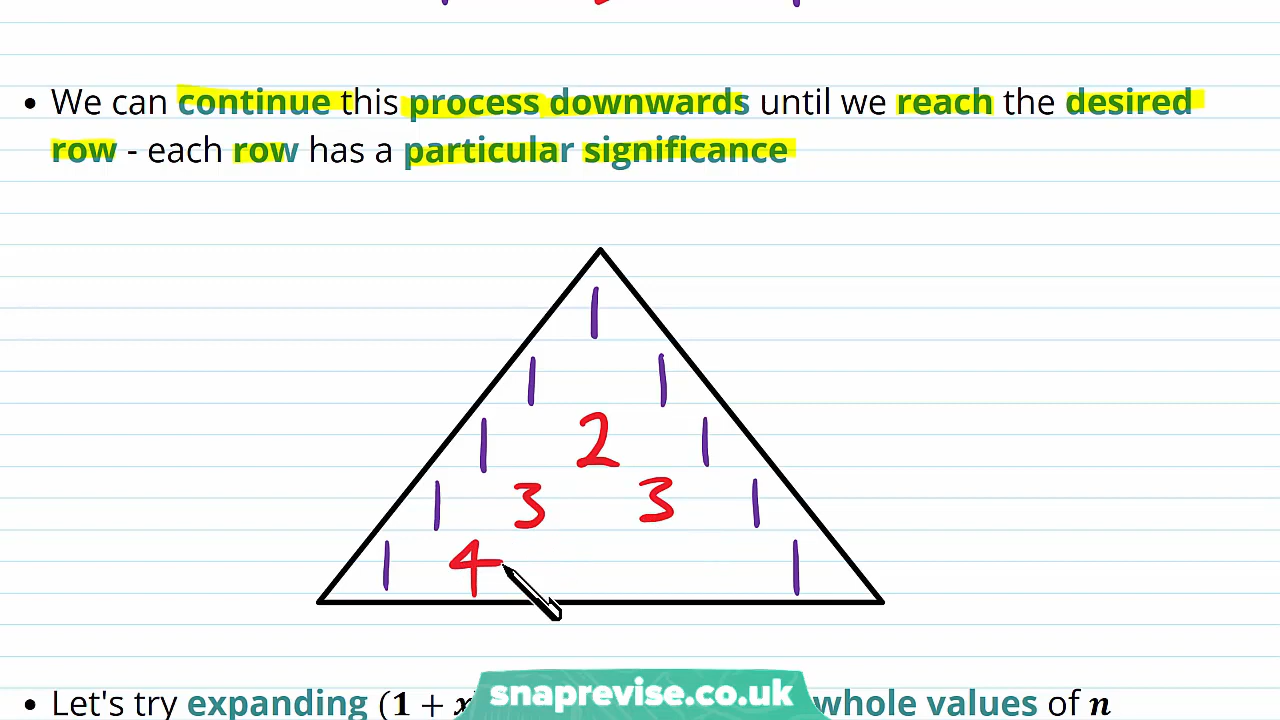 • We can continue this process downwards until we reach the desired
row - each row has a particular significance
1
1 1
1 2 1
1 3 3 1
1 4 1
• Let's try expanding (1 + x whole values of n
snaprevise.co.uk